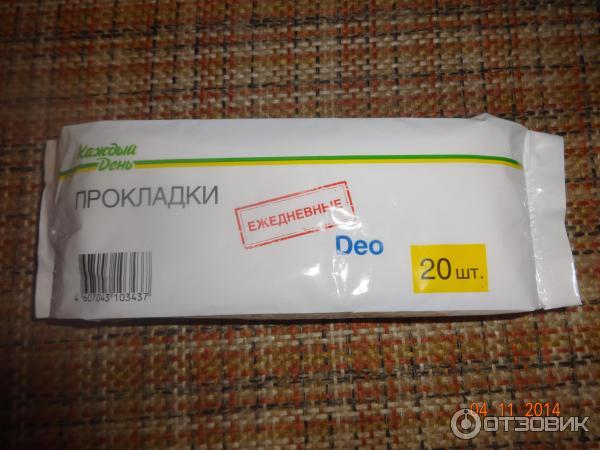 Каждый
День
ПРОКЛАДКИ
ЕЖЕДНЕВНЫЕ
Deo
20 шт.
4 607043 103437
04 11 2014
ОТЗОВИК